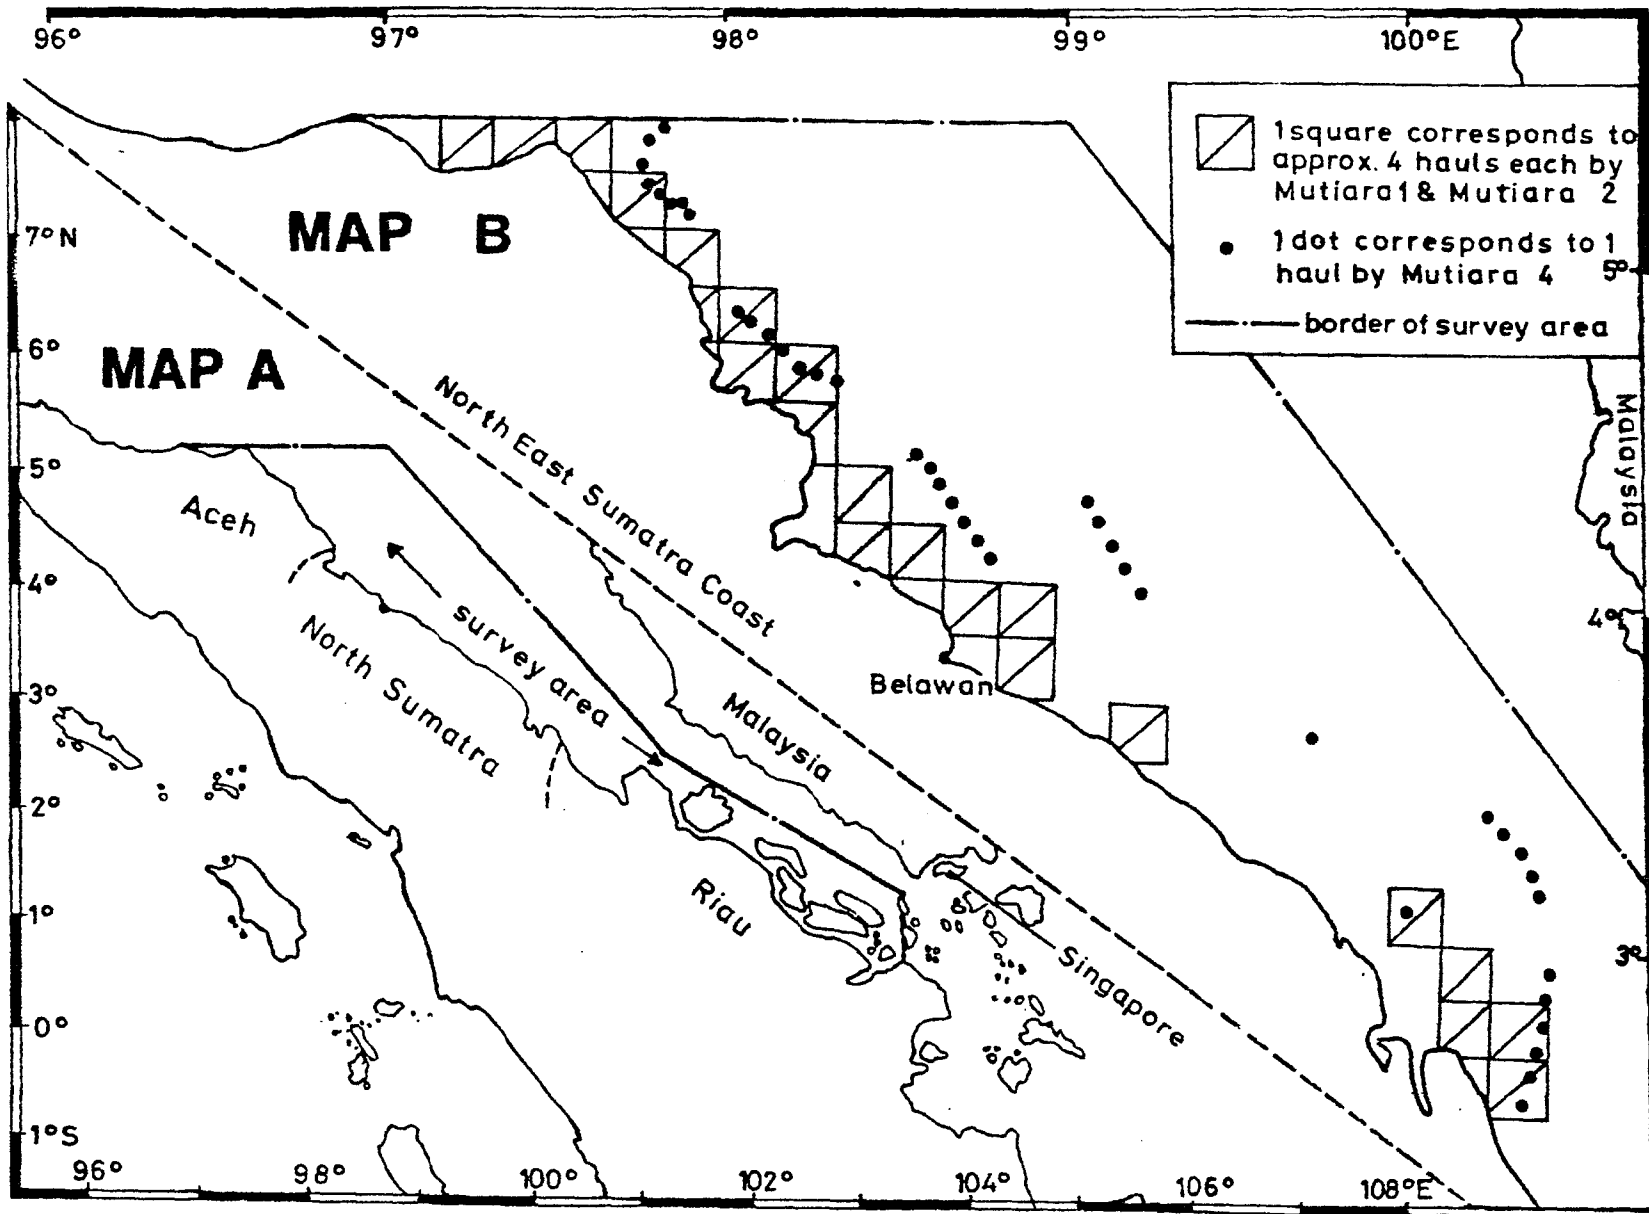 96° 97° 98° 99° 100°E
1 square corresponds to
approx. 4 hauls each by
Mutiara 1 & Mutiara 2
1 dot corresponds to 1
haul by Mutiara 4
5°
border of survey area
MAP B
7°N
6°
MAP A
North East Sumatra Coast
Malaysia
5°
Aceh
4°
survey area
North Sumatra
4°
3°
Belawan
Malaysia
2°
1°
Riau
3°
Singapore
0°
1°S
96° 98° 100° 102° 104° 106° 108°E